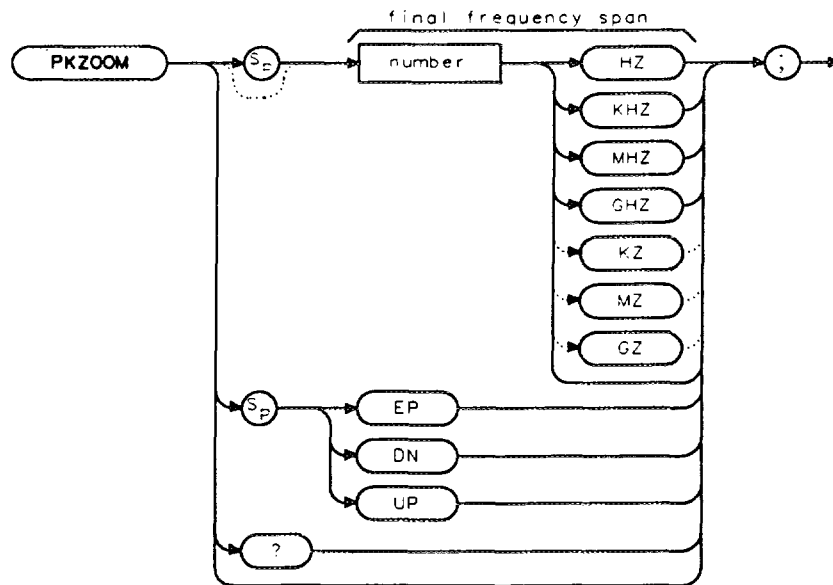 final frequency span
PKZOOM
SP
number
HZ
;
KHZ
MHZ
GHZ
KZ
MZ
GZ
SP
EP
DN
UP
?